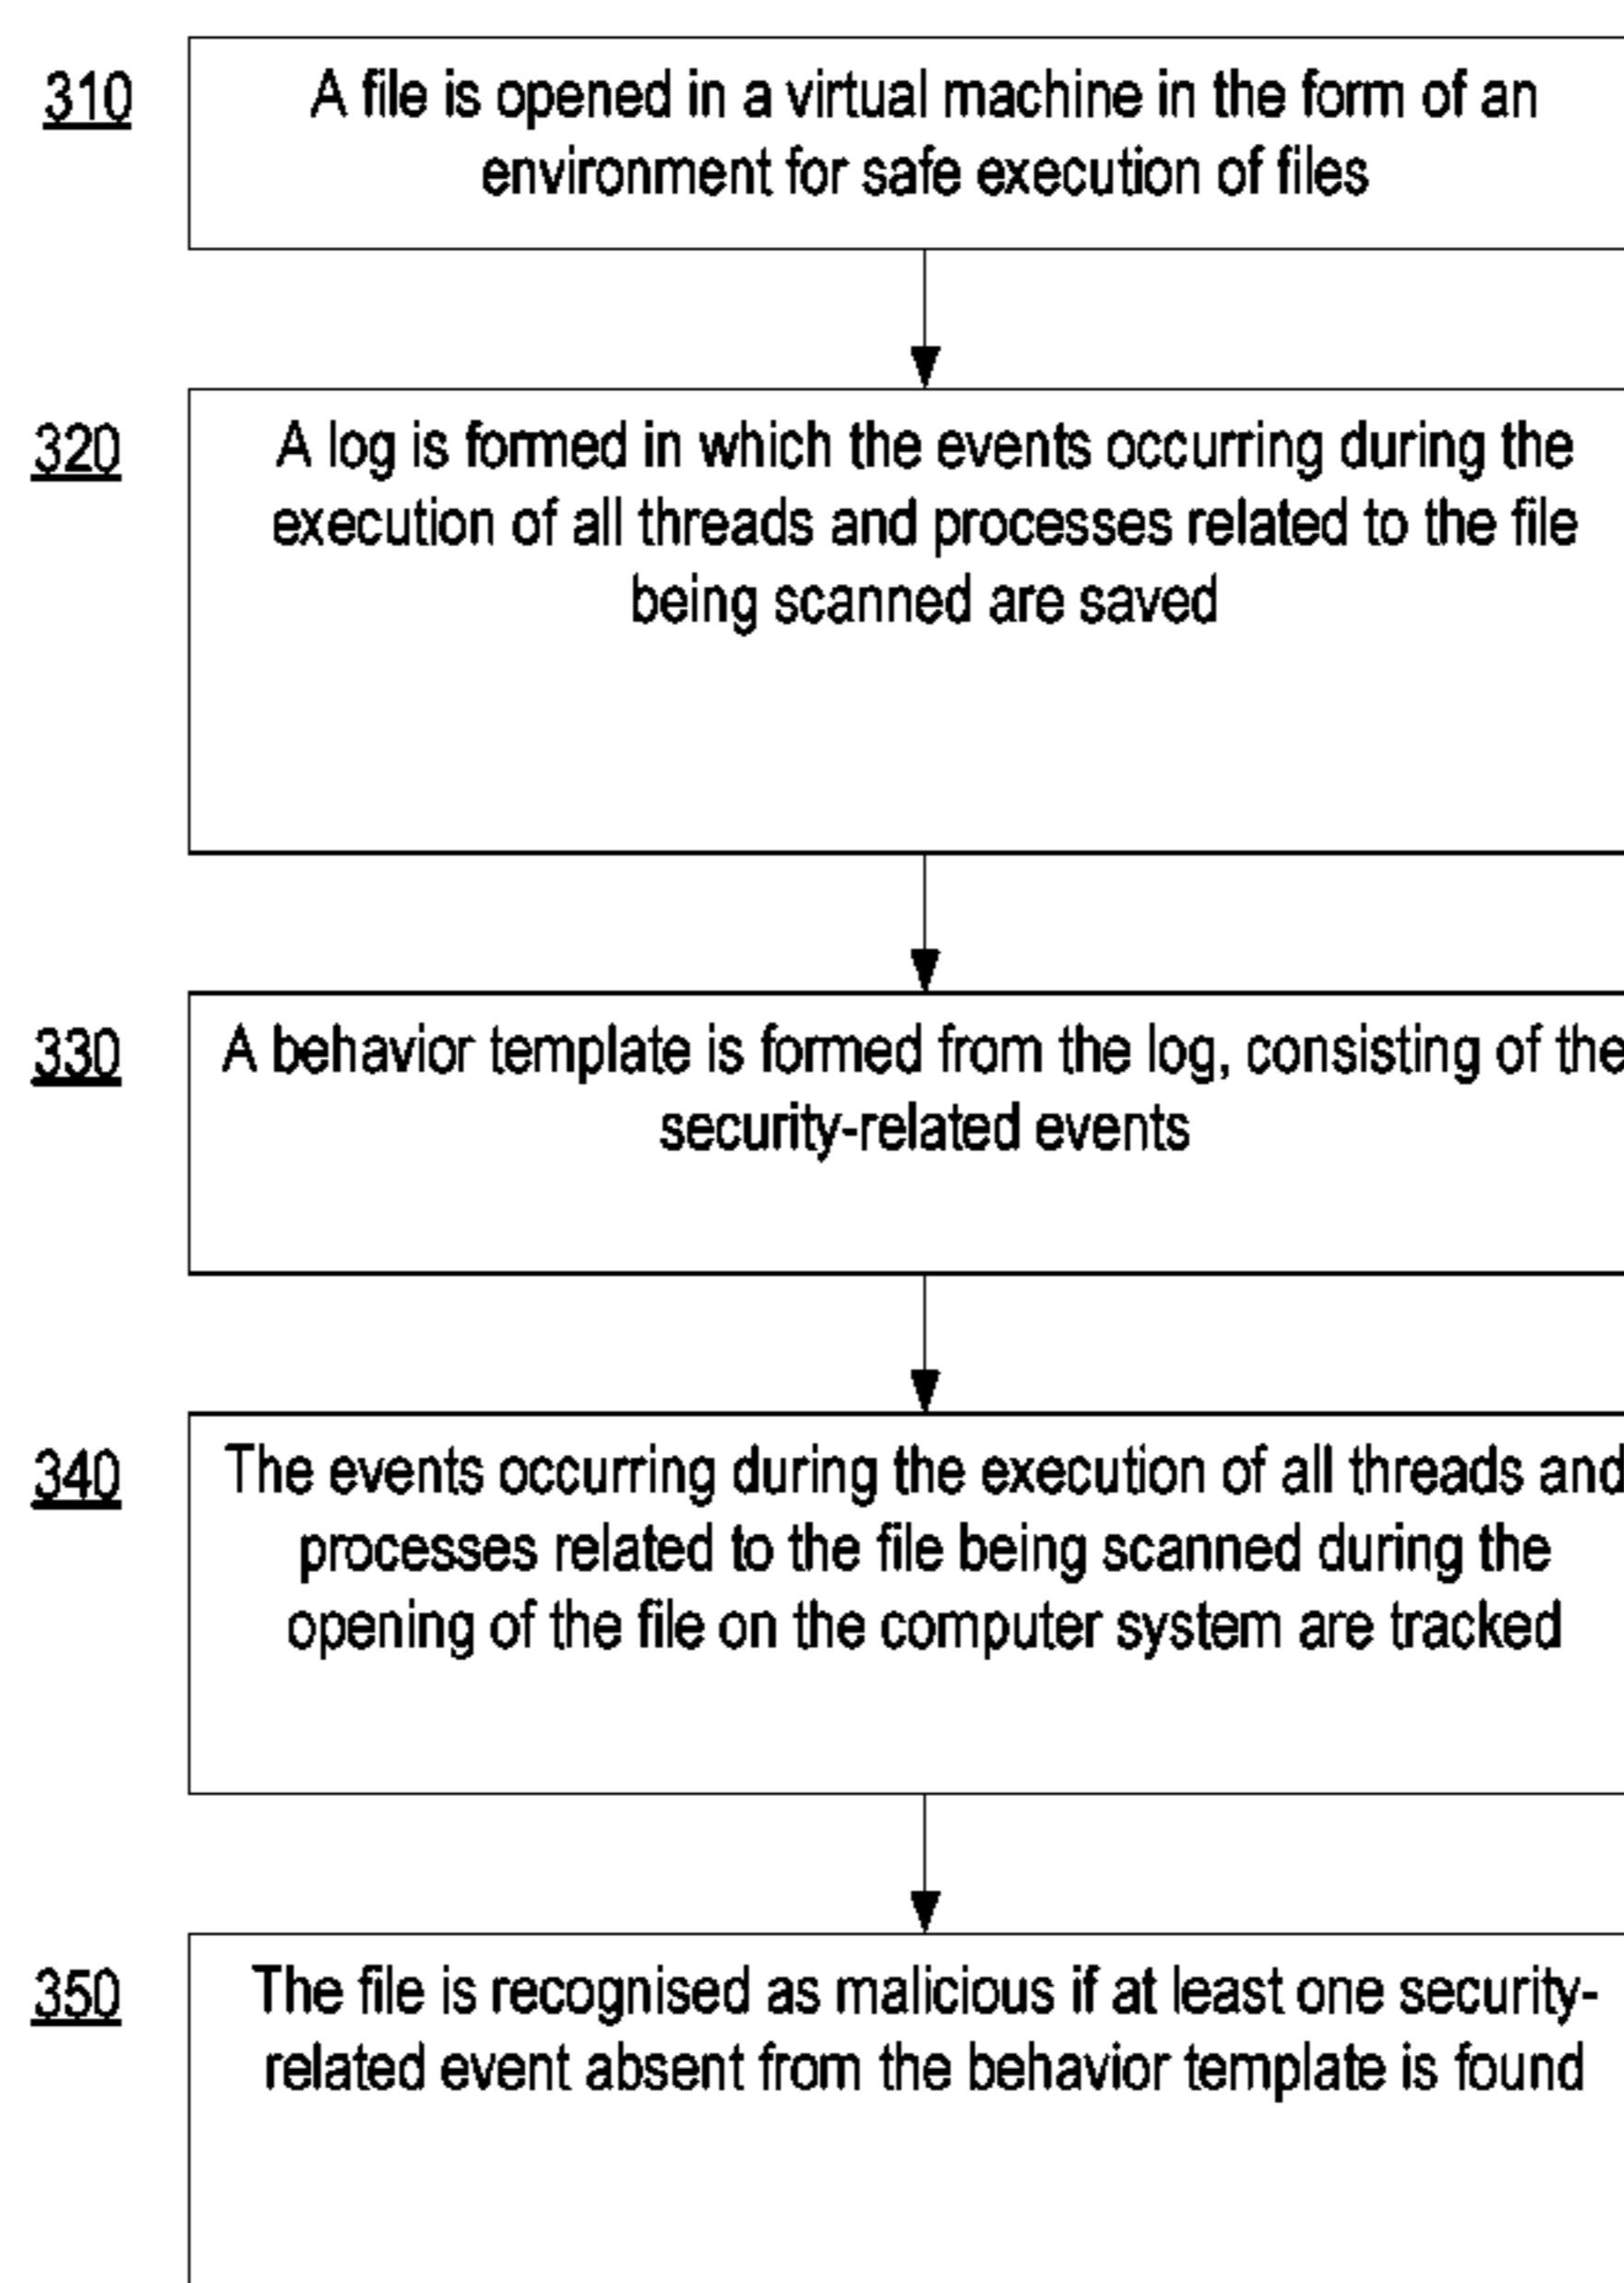 310
A file is opened in a virtual machine in the form of an
environment for safe execution of files
320
A log is formed in which the events occurring during the
execution of all threads and processes related to the file
being scanned are saved
330
A behavior template is formed from the log, consisting of the
security-related events
340
The events occurring during the execution of all threads and
processes related to the file being scanned during the
opening of the file on the computer system are tracked
350
The file is recognised as malicious if at least one security-
related event absent from the behavior template is found